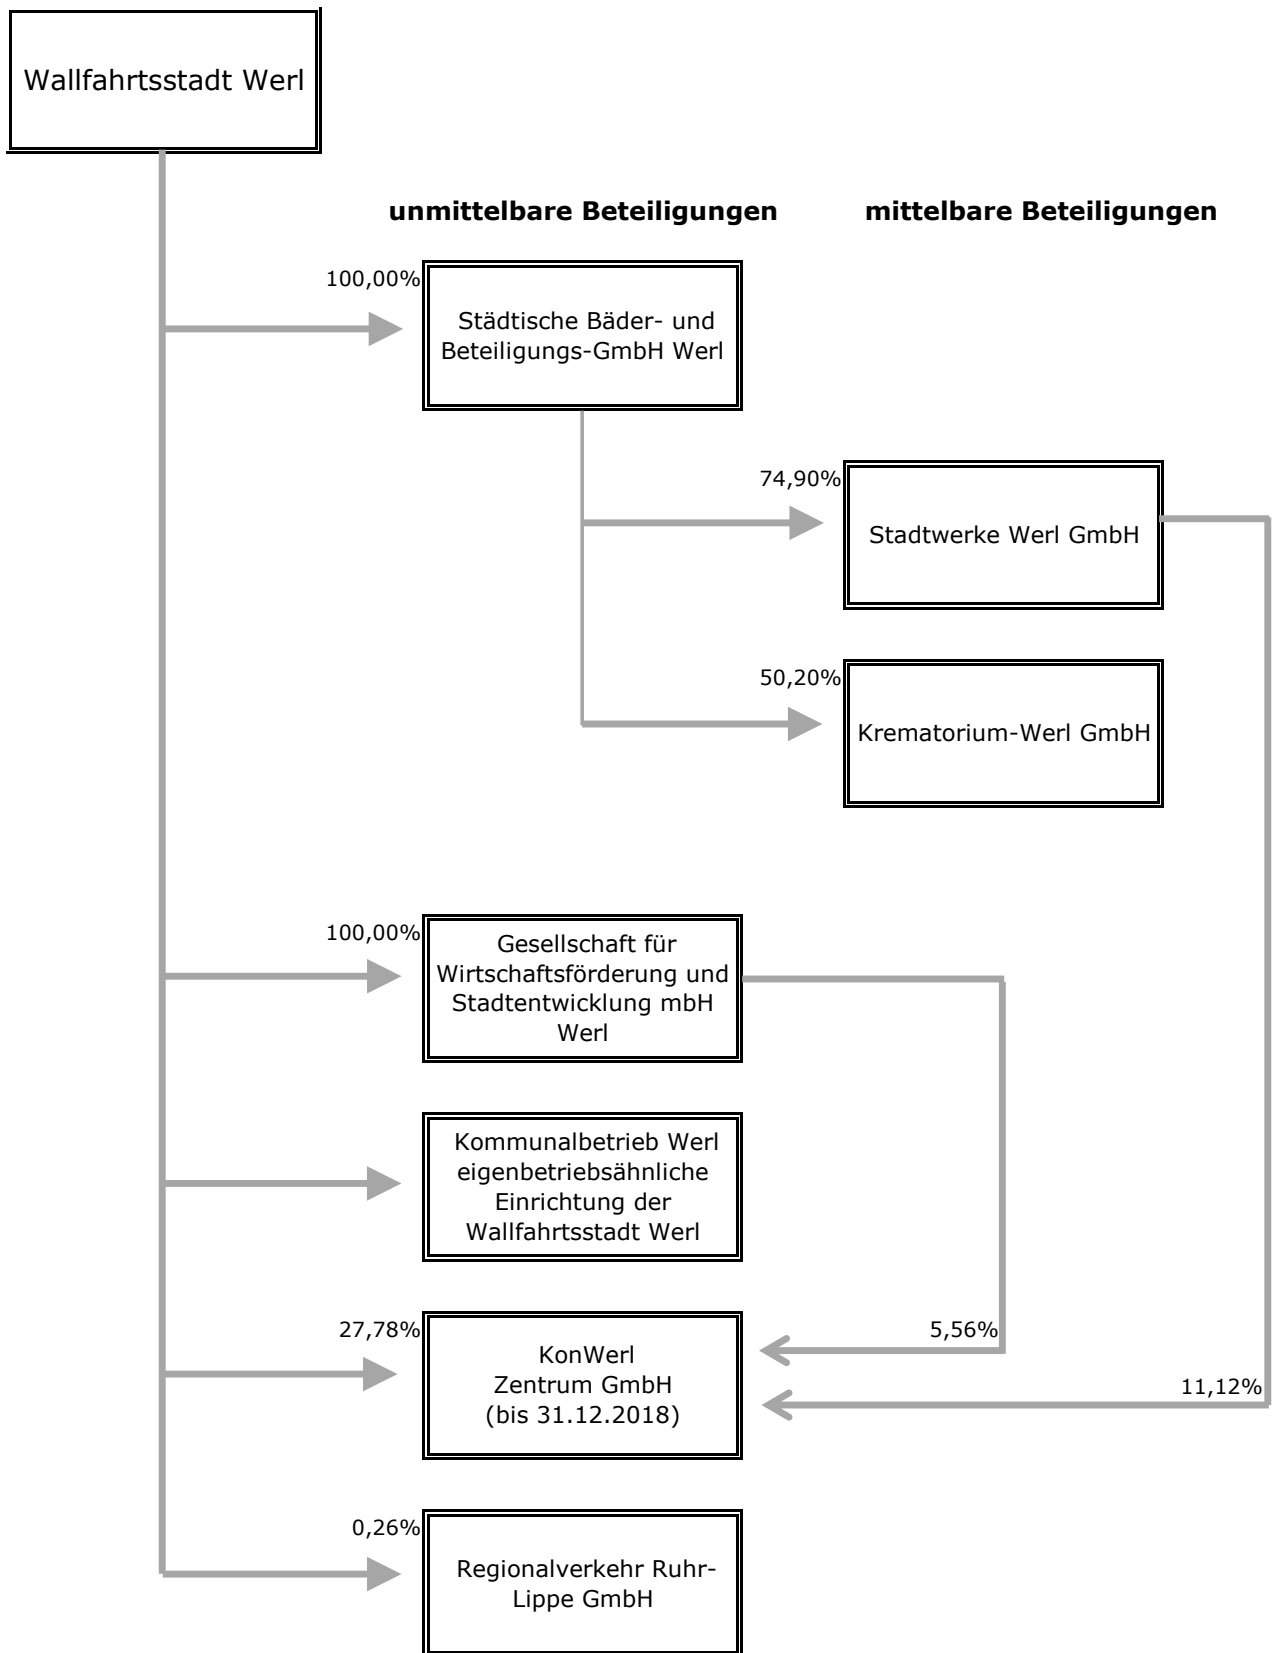 Wallfahrtsstadt Werl
unmittelbare Beteiligungen
mittelbare Beteiligungen
100,00%
Städtische Bäder- und
Beteiligungs-GmbH Werl
74,90%
Stadtwerke Werl GmbH
50,20%
Krematorium-Werl GmbH
100,00%
Gesellschaft für
Wirtschaftsförderung und
Stadtentwicklung mbH
Werl
Kommunalbetrieb Werl
eigenbetriebsähnliche
Einrichtung der
Wallfahrtsstadt Werl
27,78%
KonWerl
Zentrum GmbH
(bis 31.12.2018)
5,56%
11,12%
0,26%
Regionalverkehr Ruhr-
Lippe GmbH